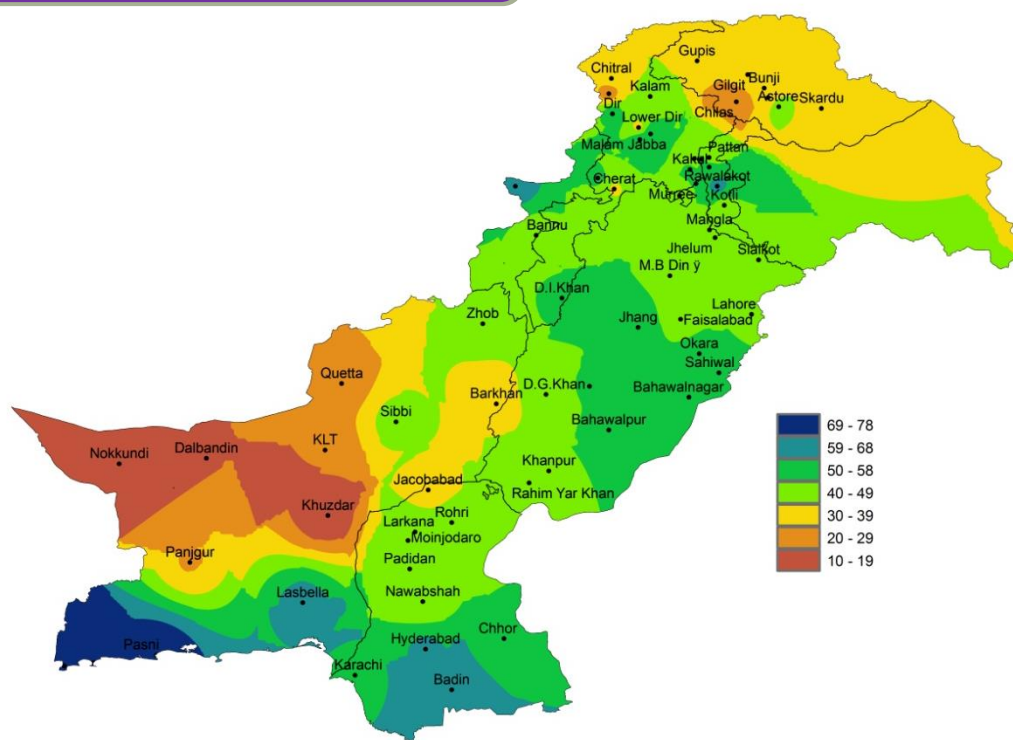 Gupis
Chitral
Bunji
Kalam
Gilgit
Astore
Skardu
Dir
Chilas
Lower Dir
Malam Jabba
Pattan
Kakul
Rawalakot
Cherat
Murree
Kotli
Bannu
Mangla
Jhelum
Sialkot
M.B Din ÿ
D.I.Khan
Lahore
Zhob
Jhang
Faisalabad
Okara
Sahiwal
Quetta
D.G.Khan
Barkhan
Bahawalnagar
Sibbi
Bahawalpur
69 - 78
59 - 68
50 - 58
40 - 49
30 - 39
20 - 29
10 - 19
KLT
Dalbandin
Nokkundi
Khanpur
Jacobabad
Rahim Yar Khan
Khuzdar
Rohri
Larkana
Moinjodaro
Panjgur
Padidan
Lasbella
Nawabshah
Chhor
Hyderabad
Pasni
Karachi
Badin